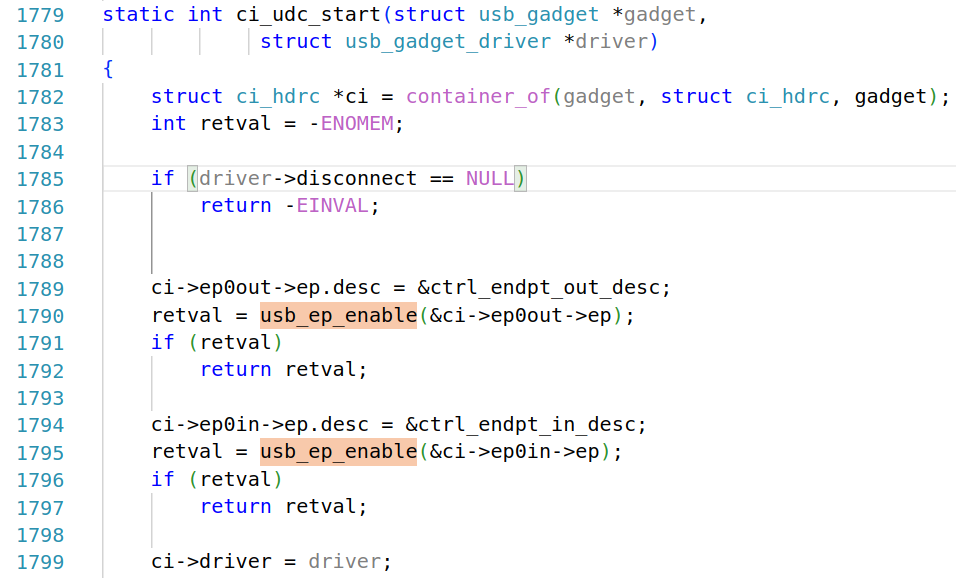 1779 static int ci_udc_start(struct usb_gadget *gadget,
1780 struct usb_gadget_driver *driver)
1781 {
1782 struct ci_hdrc *ci = container_of(gadget, struct ci_hdrc, gadget);
1783 int retval = -ENOMEM;
1784
1785 if (driver->disconnect == NULL)
1786 return -EINVAL;
1787
1788
1789 ci->ep0out->ep.desc = &ctrl_endpt_out_desc;
1790 retval = usb_ep_enable(&ci->ep0out->ep);
1791 if (retval)
1792 return retval;
1793
1794 ci->ep0in->ep.desc = &ctrl_endpt_in_desc;
1795 retval = usb_ep_enable(&ci->ep0in->ep);
1796 if (retval)
1797 return retval;
1798
1799 ci->driver = driver;